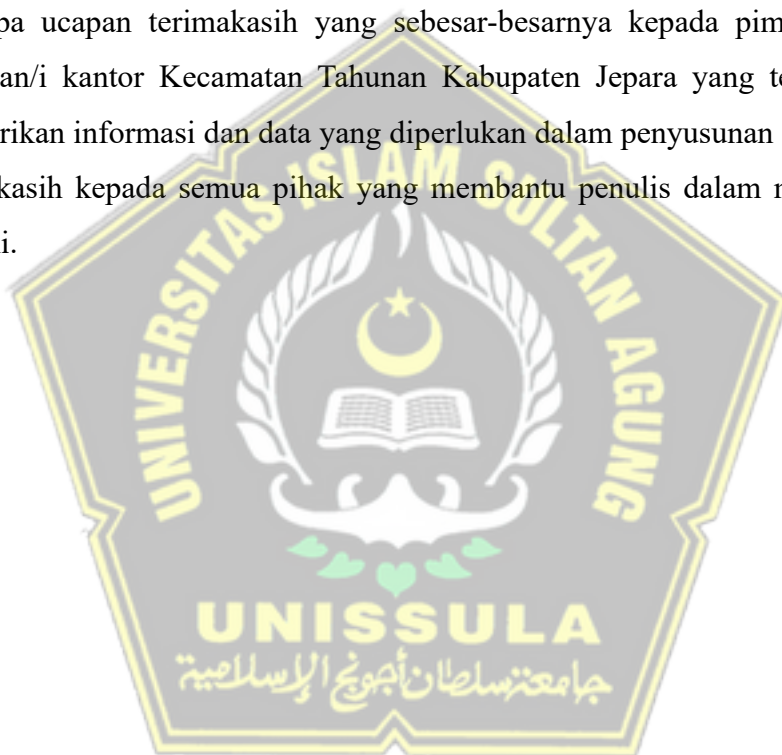 pa ucapan terimakasih yang sebesar-besarnya kepada pim
an/i kantor Kecamatan Tahunan Kabupaten Jepara yang te
rikan informasi dan data yang diperlukan dalam penyusunan
kasih kepada semua pihak yang membantu penulis dalam m
i.
UNIVERSITAS ISLAM SULTAN AGUNG
UNISSULA
جامعننسلطان أجونج الإسلامية